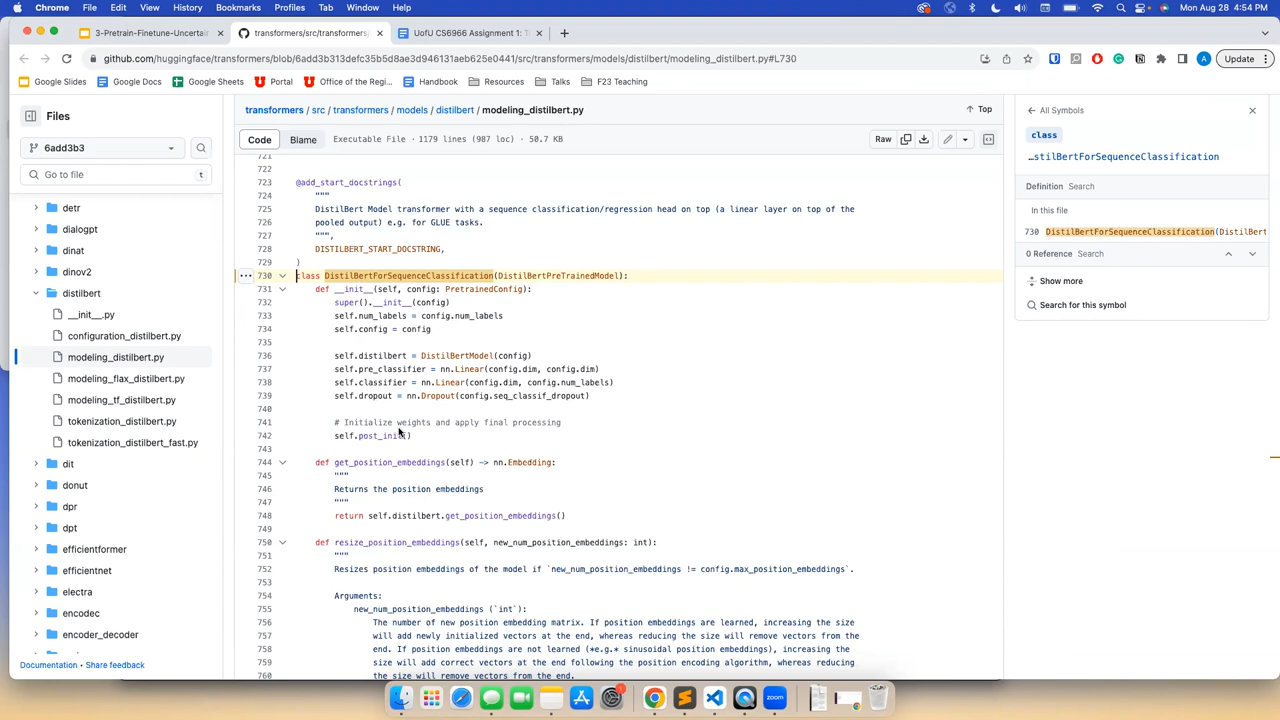 Chrome File Edit View History Bookmarks Profiles Tab Window Help Mon Aug 28 4:54 PM
3-Pretrain-Finetune-Uncertai
transformers/src/transformers/
UofU CS6966 Assignment 1: T
github.com/huggingface/transformers/blob/6add3b313defc35b5d8ae3d946131aeb625e0441/src/transformers/models/distilbert/modeling_distilbert.py#L730
A
Update
Google Slides Google Docs Google Sheets Portal Office of the Regi... Handbook Resources Talks F23 Teaching
Files
6add3b3
Go to file
t
detr
dialogpt
dinat
dinov2
distilbert
__init__.py
configuration_distilbert.py
modeling_distilbert.py
modeling_flax_distilbert.py
modeling_tf_distilbert.py
tokenization_distilbert.py
tokenization_distilbert_fast.py
dit
donut
dpr
dpt
efficientformer
efficientnet
electra
encodec
encoder_decoder
Documentation • Share feedback
transformers / src / transformers / models / distilbert / modeling_distilbert.py
Top
Code Blame Executable File • 1179 lines (987 loc) • 50.7 KB
Raw
721
722
723 @add_start_docstrings(
724 """
725 DistilBert Model transformer with a sequence classification/regression head on top (a linear layer on top of the
726 pooled output) e.g. for GLUE tasks.
727 """,
728 DISTILBERT_START_DOCSTRING,
729 )
730 class DistilBertForSequenceClassification(DistilBertPreTrainedModel):
731 def __init__(self, config: PretrainedConfig):
732 super().__init__(config)
733 self.num_labels = config.num_labels
734 self.config = config
735
736 self.distilbert = DistilBertModel(config)
737 self.pre_classifier = nn.Linear(config.dim, config.dim)
738 self.classifier = nn.Linear(config.dim, config.num_labels)
739 self.dropout = nn.Dropout(config.seq_classif_dropout)
740
741 # Initialize weights and apply final processing
742 self.post_init()
743
744 def get_position_embeddings(self) -> nn.Embedding:
745 """
746 Returns the position embeddings
747 """
748 return self.distilbert.get_position_embeddings()
749
750 def resize_position_embeddings(self, new_num_position_embeddings: int):
751 """
752 Resizes position embeddings of the model if `new_num_position_embeddings != config.max_position_embeddings`.
753
754 Arguments:
755 new_num_position_embeddings (`int`):
756 The number of new position embedding matrix. If position embeddings are learned, increasing the size
757 will add newly initialized vectors at the end, whereas reducing the size will remove vectors from the
758 end. If position embeddings are not learned (*e.g.* sinusoidal position embeddings), increasing the
759 size will add correct vectors at the end following the position encoding algorithm, whereas reducing
760 the size will remove vectors from the end.
All Symbols
class
...stilBertForSequenceClassification
Definition Search
In this file
730 DistilBertForSequenceClassification(DistilBert
0 Reference Search
Show more
Search for this symbol
1
zoom